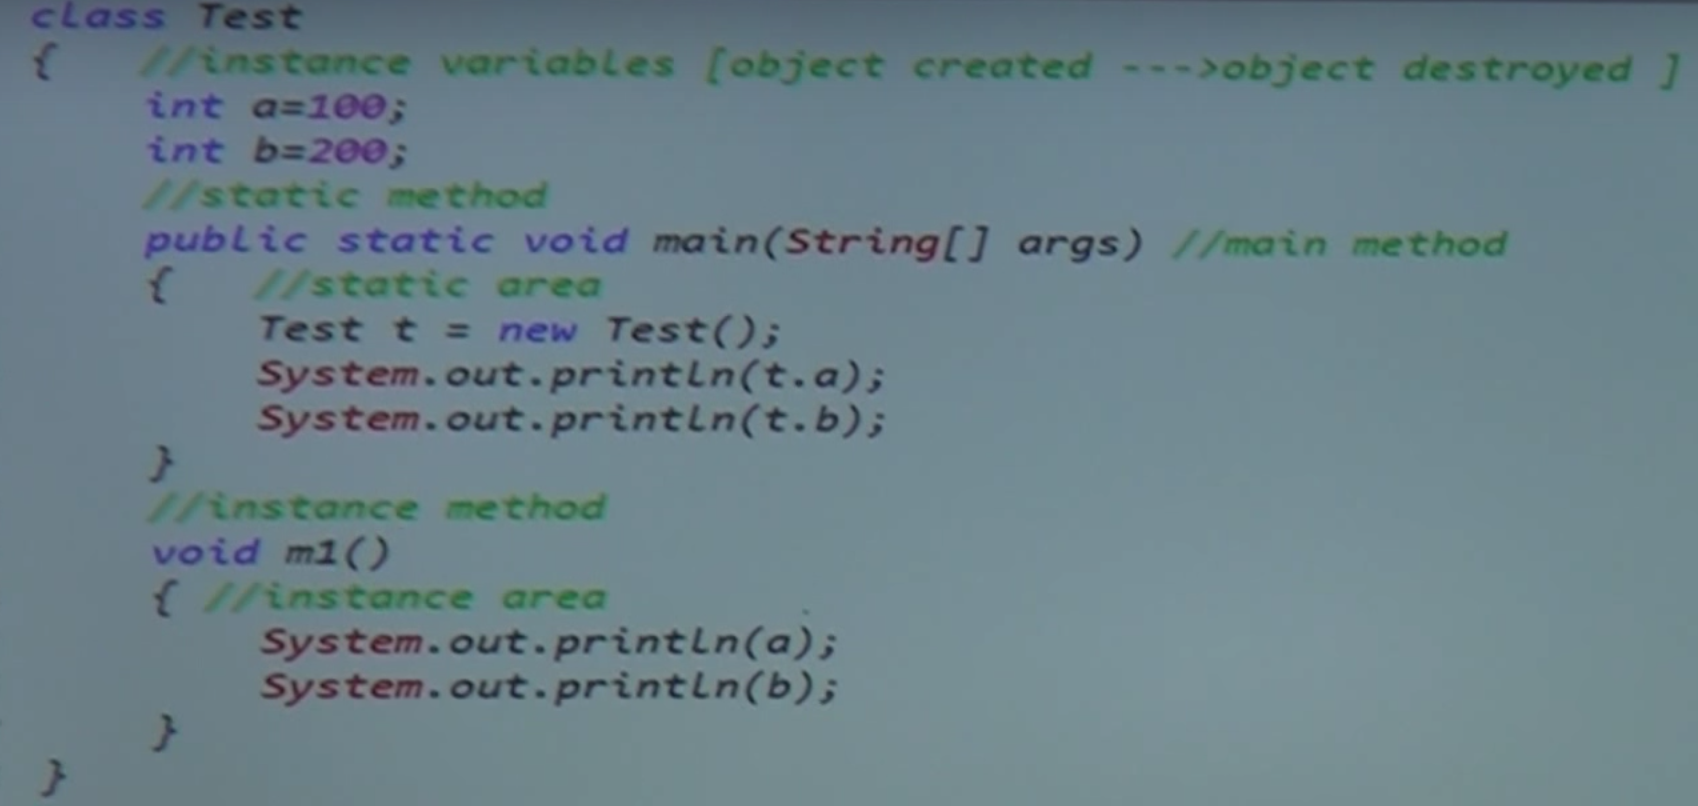 class Test
{ //instance variables [object created --->object destroyed ]
int a=100;
int b=200;
//static method
public static void main(String[] args) //main method
{ //static area
Test t = new Test();
System.out.println(t.a);
System.out.println(t.b);
}
//instance method
void m1()
{ //instance area
System.out.println(a);
System.out.println(b);
}
}